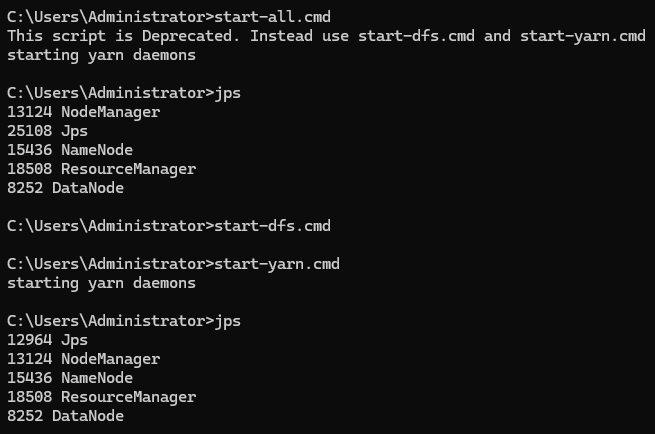 C:\Users\Administrator>start-all.cmd
This script is Deprecated. Instead use start-dfs.cmd and start-yarn.cmd
starting yarn daemons
C:\Users\Administrator>jps
13124 NodeManager
25108 Jps
15436 NameNode
18508 ResourceManager
8252 DataNode
C:\Users\Administrator>start-dfs.cmd
C:\Users\Administrator>start-yarn.cmd
starting yarn daemons
C:\Users\Administrator>jps
12964 Jps
13124 NodeManager
15436 NameNode
18508 ResourceManager
8252 DataNode